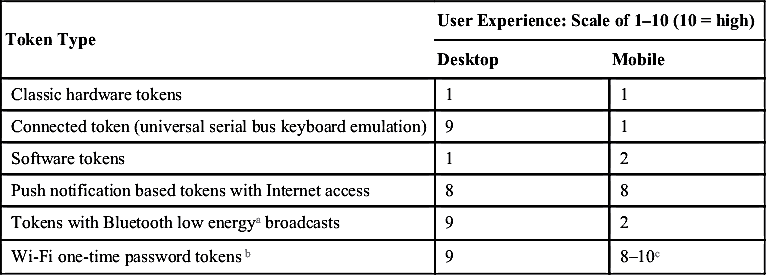 Token Type User Experience: Scale of 1–10 (10 = high)
Desktop Mobile
Classic hardware tokens 1 1
Connected token (universal serial bus keyboard emulation) 9 1
Software tokens 1 2
Push notification based tokens with Internet access 8 8
Tokens with Bluetooth low energyᵃ broadcasts 9 2
Wi-Fi one-time password tokens ᵇ 9 8–10ᶜ